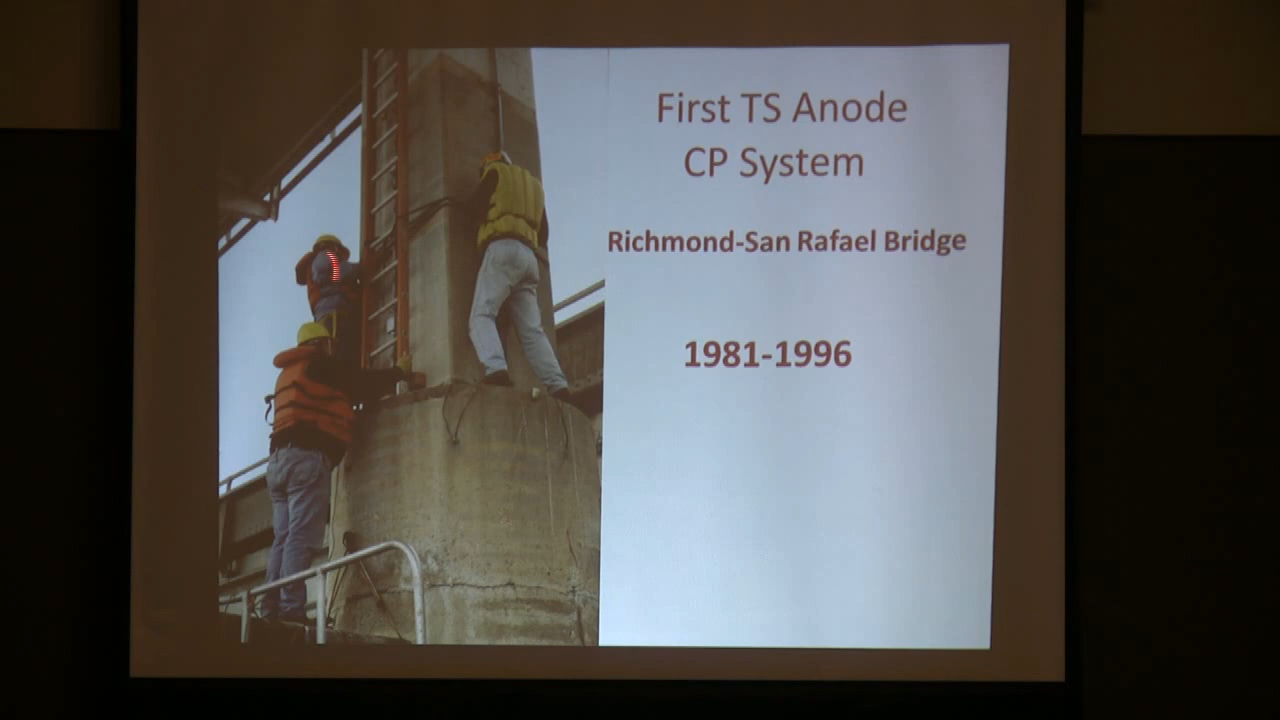 First TS Anode
CP System
Richmond-San Rafael Bridge
1981-1996